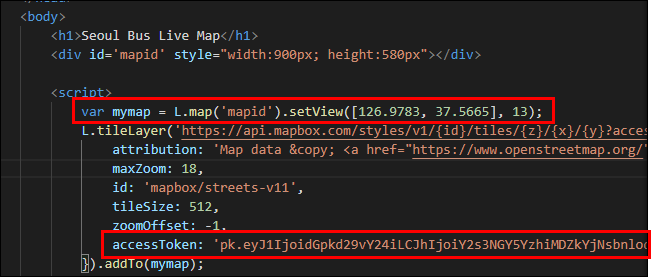 <body>
<h1>Seoul Bus Live Map</h1>
<div id='mapid' style="width:900px; height:580px"></div>
<script>
var mymap = L.map('mapid').setView([126.9783, 37.5665], 13);
L.tileLayer('https://api.mapbox.com/styles/v1/{id}/tiles/{z}/{x}/{y}?acces
attribution: 'Map data &copy; <a href="https://www.openstreetmap.org/"
maxZoom: 18,
id: 'mapbox/streets-v11',
tileSize: 512,
zoomOffset: -1,
accessToken:
}).addTo(mymap);